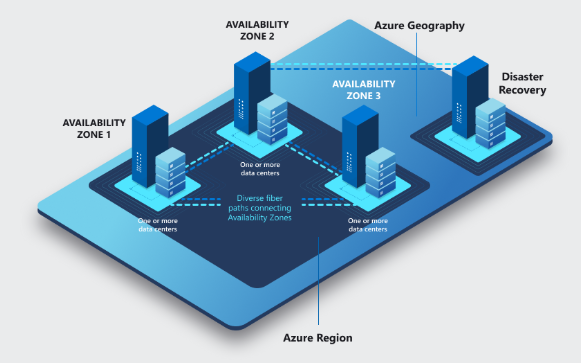 AVAILABILITY
ZONE 2
Azure Geography
AVAILABILITY
ZONE 3
Disaster
Recovery
AVAILABILITY
ZONE 1
One or more
data centers
Diverse fiber
paths connecting
Availability Zones
One or more
data centers
One or more
data centers
Azure Region